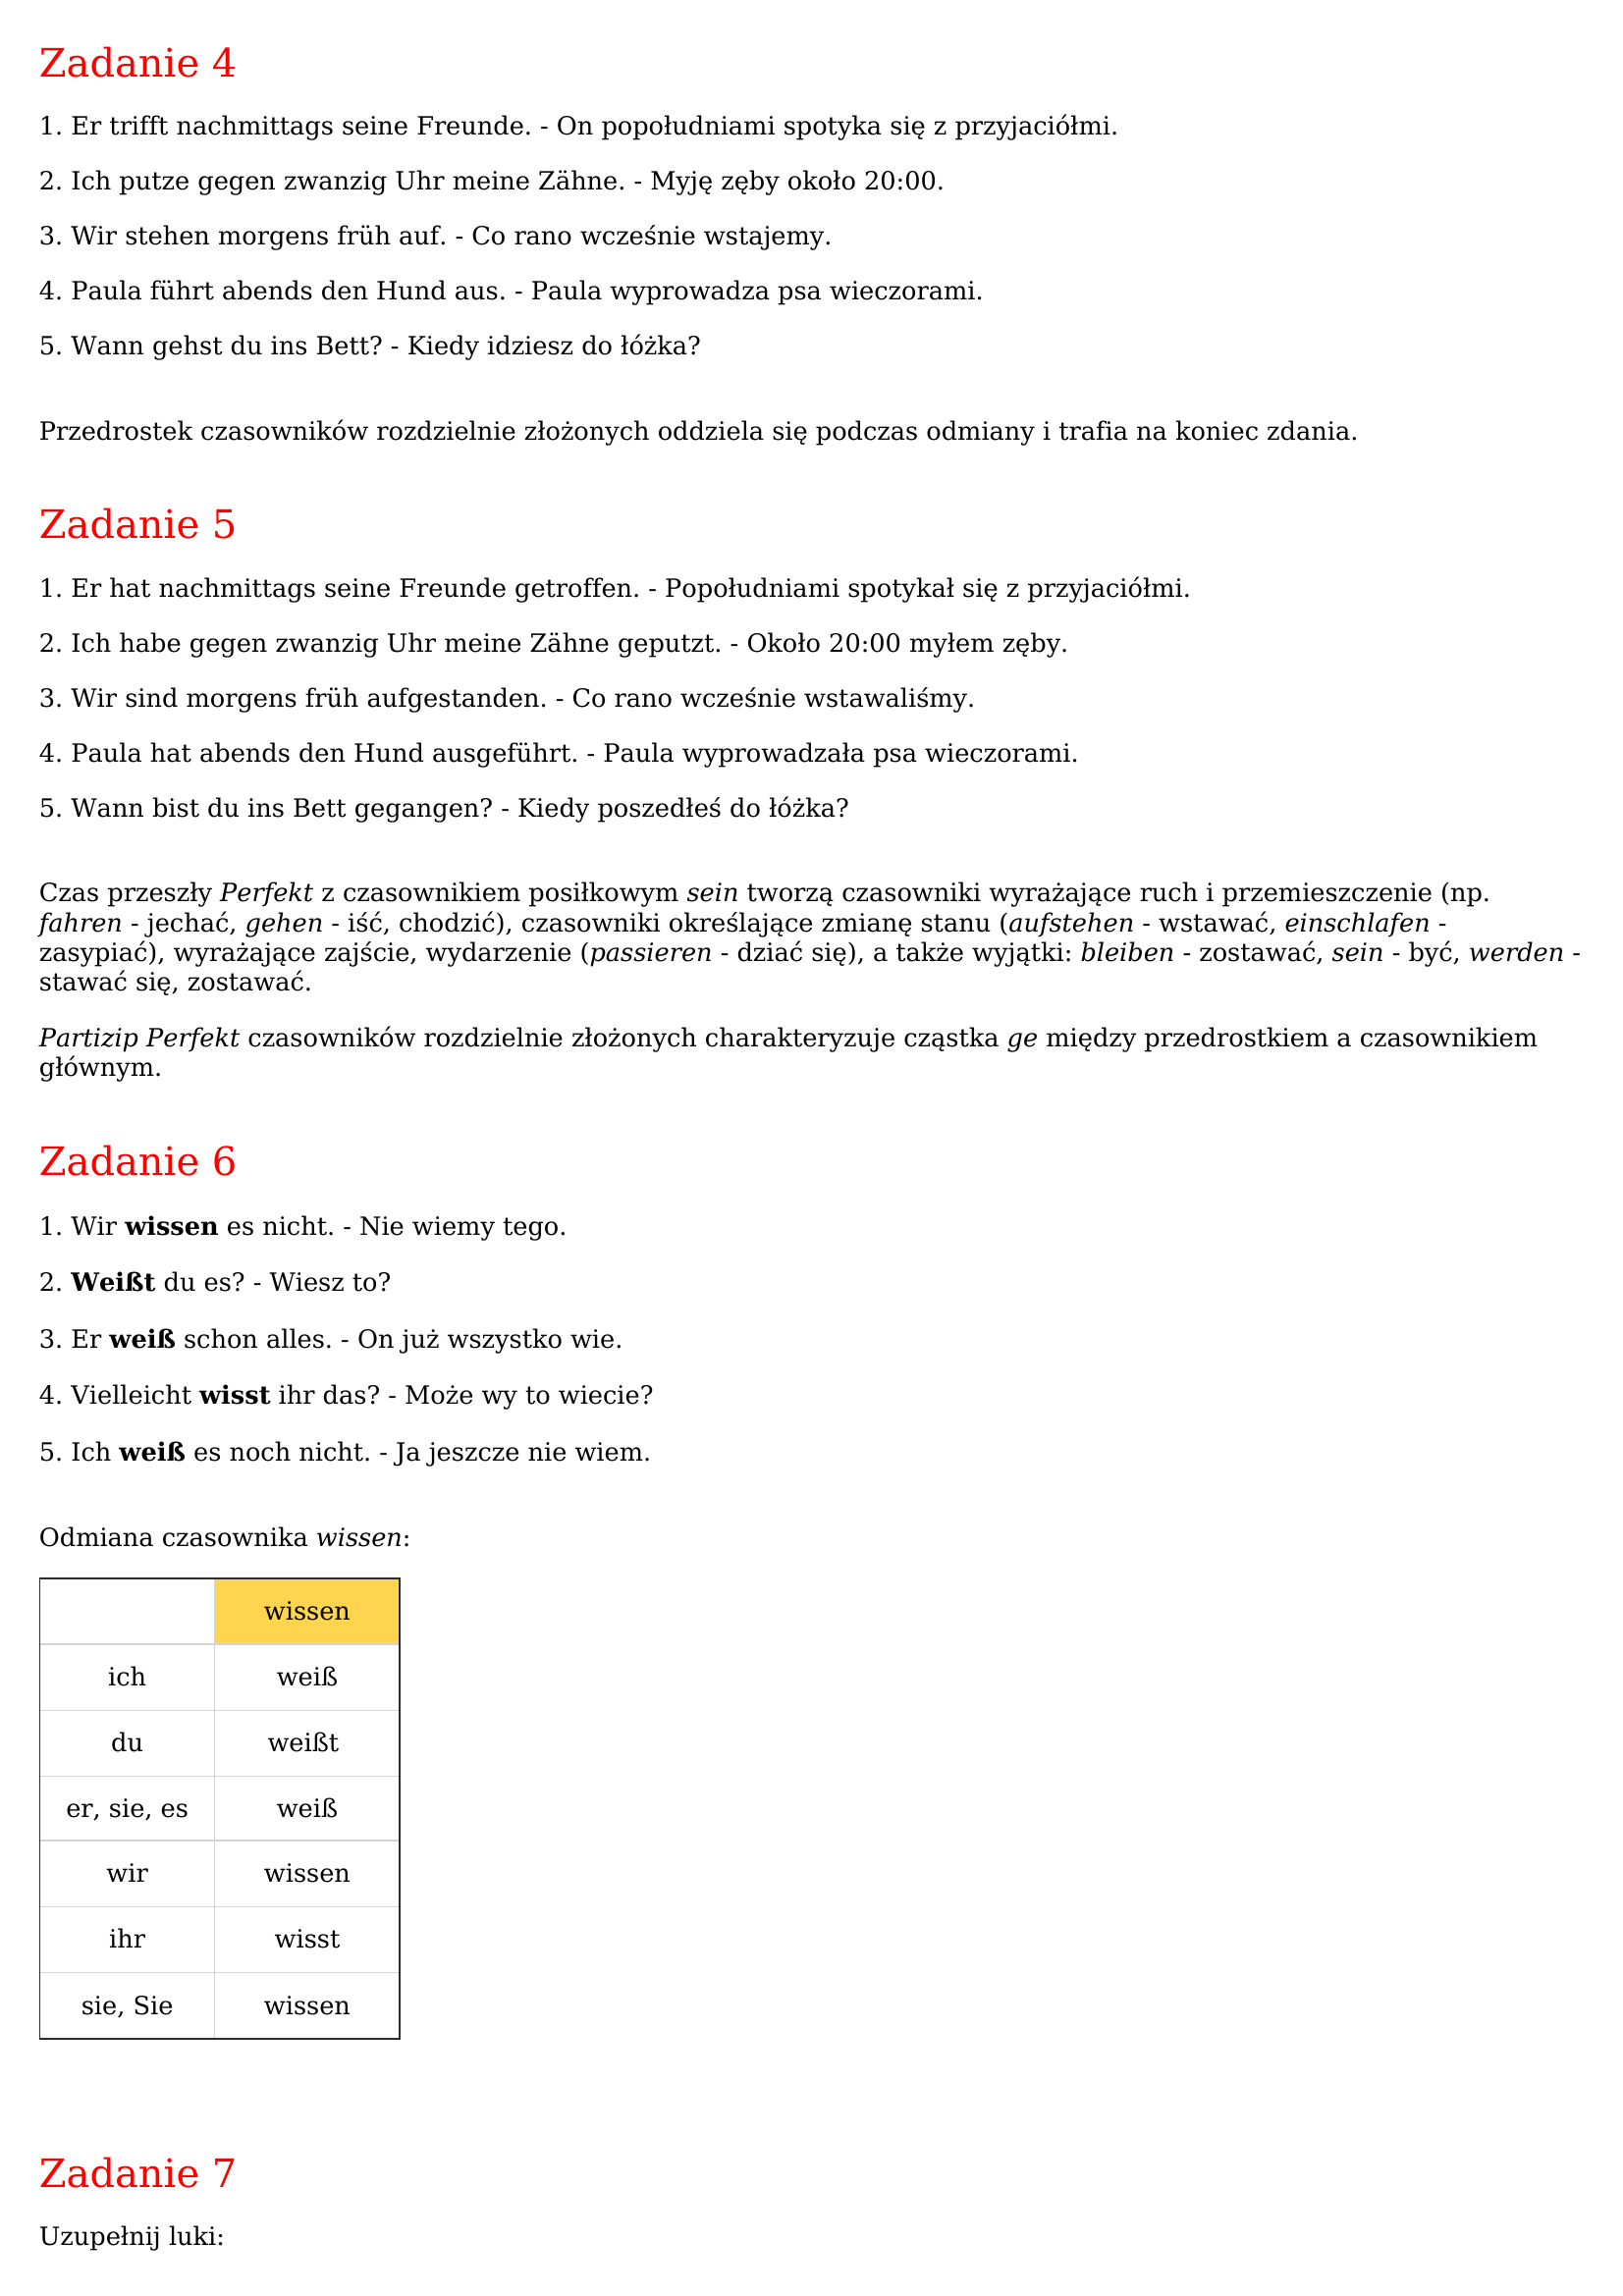 Zadanie 4
1. Er trifft nachmittags seine Freunde. - On popołudniami spotyka się z przyjaciółmi.
2. Ich putze gegen zwanzig Uhr meine Zähne. - Myję zęby około 20:00.
3. Wir stehen morgens früh auf. - Co rano wcześnie wstajemy.
4. Paula führt abends den Hund aus. - Paula wyprowadza psa wieczorami.
5. Wann gehst du ins Bett? - Kiedy idziesz do łóżka?
Przedrostek czasowników rozdzielnie złożonych oddziela się podczas odmiany i trafia na koniec zdania.
Zadanie 5
1. Er hat nachmittags seine Freunde getroffen. - Popołudniami spotykał się z przyjaciółmi.
2. Ich habe gegen zwanzig Uhr meine Zähne geputzt. - Około 20:00 myłem zęby.
3. Wir sind morgens früh aufgestanden. - Co rano wcześnie wstawaliśmy.
4. Paula hat abends den Hund ausgeführt. - Paula wyprowadzała psa wieczorami.
5. Wann bist du ins Bett gegangen? - Kiedy poszedłeś do łóżka?
Czas przeszły Perfekt z czasownikiem posiłkowym sein tworzą czasowniki wyrażające ruch i przemieszczenie (np.
fahren - jechać, gehen - iść, chodzić), czasowniki określające zmianę stanu (aufstehen - wstawać, einschlafen -
zasypiać), wyrażające zajście, wydarzenie (passieren - dziać się), a także wyjątki: bleiben - zostawać, sein - być, werden -
stawać się, zostawać.
Partizip Perfekt czasowników rozdzielnie złożonych charakteryzuje cząstka ge między przedrostkiem a czasownikiem
głównym.
Zadanie 6
1. Wir wissen es nicht. - Nie wiemy tego.
2. Weißt du es? - Wiesz to?
3. Er weiß schon alles. - On już wszystko wie.
4. Vielleicht wisst ihr das? - Może wy to wiecie?
5. Ich weiß es noch nicht. - Ja jeszcze nie wiem.
Odmiana czasownika wissen:
wissen
ich weiß
du weißt
er, sie, es weiß
wir wissen
ihr wisst
sie, Sie wissen
Zadanie 7
Uzupełnij luki: